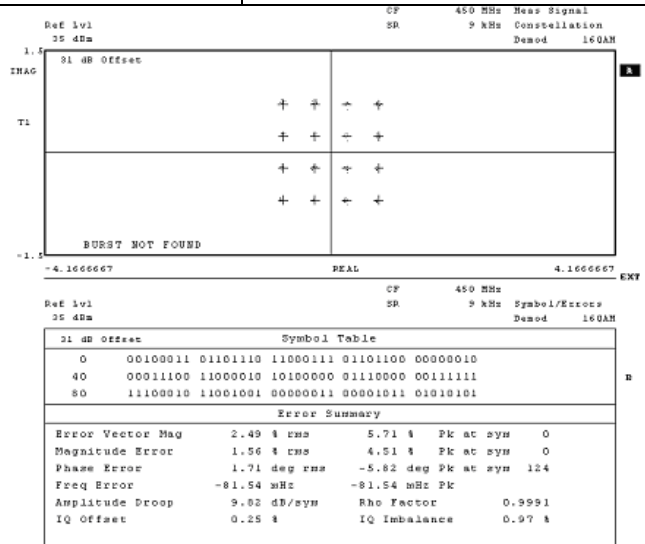 CF 450 MHz Meas Signal
Ref Lvl SR 9 kHz Constellation
35 dBm Demod 16QAM
1.5
31 dB Offset
IMAG
A
T1
BURST NOT FOUND
-1.5
-4.1666667 REAL 4.1666667
EXT
CF 450 MHz
Ref Lvl SR 9 kHz Symbol/Errors
35 dBm Demod 16QAM
31 dB Offset Symbol Table
0 00100011 01101110 11000111 01101100 00000010
40 00011100 11000010 10100000 01110000 00111111
80 11100010 11001001 00000011 00001011 01010101
B
Error Summary
Error Vector Mag 2.49 % rms 5.71 % Pk at sym 0
Magnitude Error 1.56 % rms 4.51 % Pk at sym 0
Phase Error 1.71 deg rms -5.82 deg Pk at sym 124
Freq Error -81.54 mHz -81.54 mHz Pk
Amplitude Droop 9.82 dB/sym Rho Factor 0.9991
IQ Offset 0.25 % IQ Imbalance 0.97 %